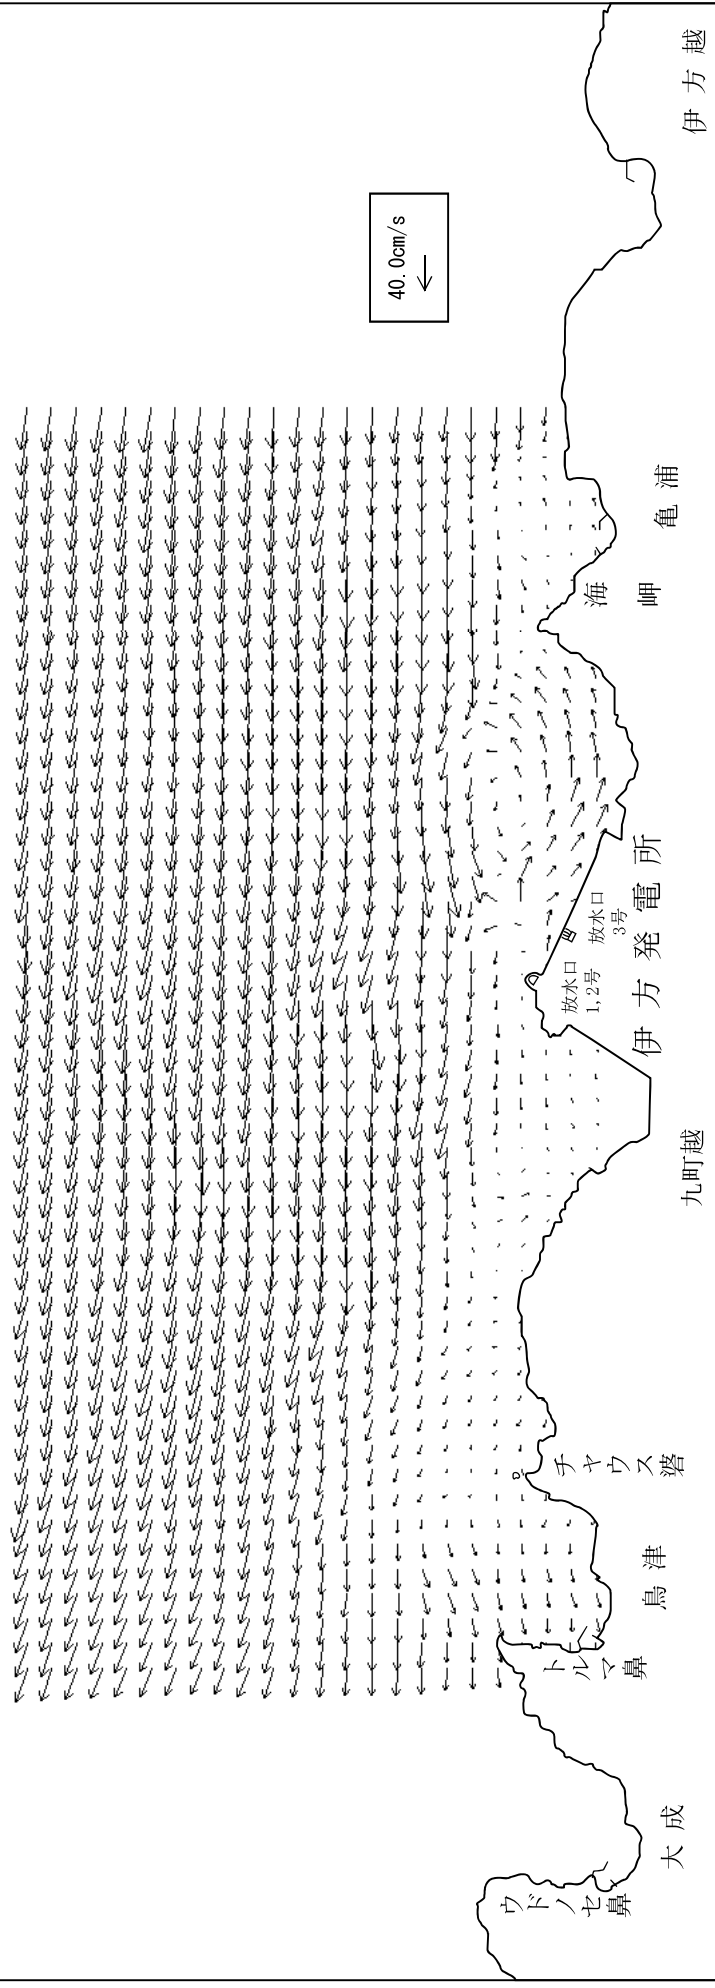 ウドノセ鼻
大成
トルマ鼻
鳥津
チヤウス碆
九町越
伊方発電所
放水口
1,2号
放水口
3号
海岬
亀浦
40.0cm/s
伊方越